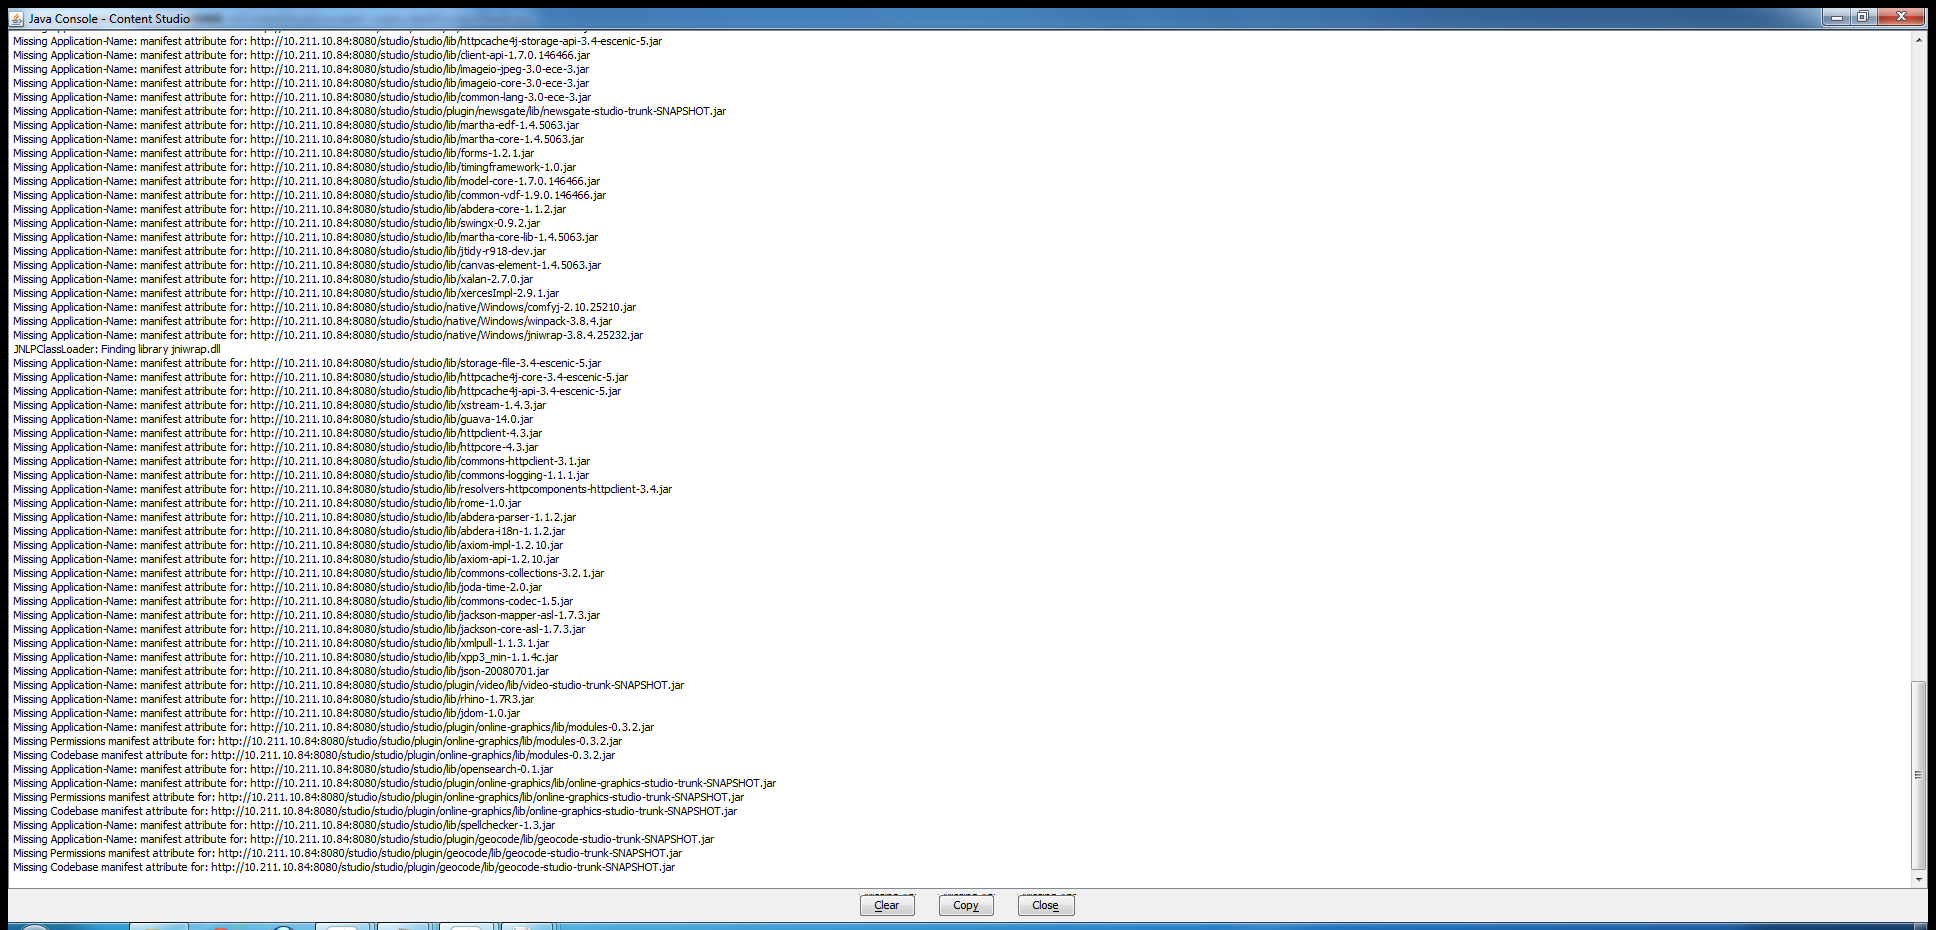 Java Console - Content Studio
Missing Application-Name: manifest attribute for: http://10.211.10.84:8080/studio/studio/lib/httpcache4j-storage-api-3.4-escenic-5.jar
Missing Application-Name: manifest attribute for: http://10.211.10.84:8080/studio/studio/lib/client-api-1.7.0.146466.jar
Missing Application-Name: manifest attribute for: http://10.211.10.84:8080/studio/studio/lib/imageio-jpeg-3.0-ece-3.jar
Missing Application-Name: manifest attribute for: http://10.211.10.84:8080/studio/studio/lib/imageio-core-3.0-ece-3.jar
Missing Application-Name: manifest attribute for: http://10.211.10.84:8080/studio/studio/lib/common-lang-3.0-ece-3.jar
Missing Application-Name: manifest attribute for: http://10.211.10.84:8080/studio/studio/plugin/newsgate/lib/newsgate-studio-trunk-SNAPSHOT.jar
Missing Application-Name: manifest attribute for: http://10.211.10.84:8080/studio/studio/lib/martha-edf-1.4.5063.jar
Missing Application-Name: manifest attribute for: http://10.211.10.84:8080/studio/studio/lib/martha-core-1.4.5063.jar
Missing Application-Name: manifest attribute for: http://10.211.10.84:8080/studio/studio/lib/forms-1.2.1.jar
Missing Application-Name: manifest attribute for: http://10.211.10.84:8080/studio/studio/lib/timingframework-1.0.jar
Missing Application-Name: manifest attribute for: http://10.211.10.84:8080/studio/studio/lib/model-core-1.7.0.146466.jar
Missing Application-Name: manifest attribute for: http://10.211.10.84:8080/studio/studio/lib/common-vdf-1.9.0.146466.jar
Missing Application-Name: manifest attribute for: http://10.211.10.84:8080/studio/studio/lib/abdera-core-1.1.2.jar
Missing Application-Name: manifest attribute for: http://10.211.10.84:8080/studio/studio/lib/swingx-0.9.2.jar
Missing Application-Name: manifest attribute for: http://10.211.10.84:8080/studio/studio/lib/martha-core-lib-1.4.5063.jar
Missing Application-Name: manifest attribute for: http://10.211.10.84:8080/studio/studio/lib/jtidy-r918-dev.jar
Missing Application-Name: manifest attribute for: http://10.211.10.84:8080/studio/studio/lib/canvas-element-1.4.5063.jar
Missing Application-Name: manifest attribute for: http://10.211.10.84:8080/studio/studio/lib/xalan-2.7.0.jar
Missing Application-Name: manifest attribute for: http://10.211.10.84:8080/studio/studio/lib/xercesImpl-2.9.1.jar
Missing Application-Name: manifest attribute for: http://10.211.10.84:8080/studio/studio/native/Windows/comfyj-2.10.25210.jar
Missing Application-Name: manifest attribute for: http://10.211.10.84:8080/studio/studio/native/Windows/winpack-3.8.4.jar
Missing Application-Name: manifest attribute for: http://10.211.10.84:8080/studio/studio/native/Windows/jniwrap-3.8.4.25232.jar
JNLPClassLoader: Finding library jniwrap.dll
Missing Application-Name: manifest attribute for: http://10.211.10.84:8080/studio/studio/lib/storage-file-3.4-escenic-5.jar
Missing Application-Name: manifest attribute for: http://10.211.10.84:8080/studio/studio/lib/httpcache4j-core-3.4-escenic-5.jar
Missing Application-Name: manifest attribute for: http://10.211.10.84:8080/studio/studio/lib/httpcache4j-api-3.4-escenic-5.jar
Missing Application-Name: manifest attribute for: http://10.211.10.84:8080/studio/studio/lib/xstream-1.4.3.jar
Missing Application-Name: manifest attribute for: http://10.211.10.84:8080/studio/studio/lib/guava-14.0.jar
Missing Application-Name: manifest attribute for: http://10.211.10.84:8080/studio/studio/lib/httpclient-4.3.jar
Missing Application-Name: manifest attribute for: http://10.211.10.84:8080/studio/studio/lib/httpcore-4.3.jar
Missing Application-Name: manifest attribute for: http://10.211.10.84:8080/studio/studio/lib/commons-httpclient-3.1.jar
Missing Application-Name: manifest attribute for: http://10.211.10.84:8080/studio/studio/lib/commons-logging-1.1.1.jar
Missing Application-Name: manifest attribute for: http://10.211.10.84:8080/studio/studio/lib/resolvers-httpcomponents-httpclient-3.4.jar
Missing Application-Name: manifest attribute for: http://10.211.10.84:8080/studio/studio/lib/rome-1.0.jar
Missing Application-Name: manifest attribute for: http://10.211.10.84:8080/studio/studio/lib/abdera-parser-1.1.2.jar
Missing Application-Name: manifest attribute for: http://10.211.10.84:8080/studio/studio/lib/abdera-i18n-1.1.2.jar
Missing Application-Name: manifest attribute for: http://10.211.10.84:8080/studio/studio/lib/axiom-impl-1.2.10.jar
Missing Application-Name: manifest attribute for: http://10.211.10.84:8080/studio/studio/lib/axiom-api-1.2.10.jar
Missing Application-Name: manifest attribute for: http://10.211.10.84:8080/studio/studio/lib/commons-collections-3.2.1.jar
Missing Application-Name: manifest attribute for: http://10.211.10.84:8080/studio/studio/lib/joda-time-2.0.jar
Missing Application-Name: manifest attribute for: http://10.211.10.84:8080/studio/studio/lib/commons-codec-1.5.jar
Missing Application-Name: manifest attribute for: http://10.211.10.84:8080/studio/studio/lib/jackson-mapper-asl-1.7.3.jar
Missing Application-Name: manifest attribute for: http://10.211.10.84:8080/studio/studio/lib/jackson-core-asl-1.7.3.jar
Missing Application-Name: manifest attribute for: http://10.211.10.84:8080/studio/studio/lib/xmlpull-1.1.3.1.jar
Missing Application-Name: manifest attribute for: http://10.211.10.84:8080/studio/studio/lib/xpp3_min-1.1.4c.jar
Missing Application-Name: manifest attribute for: http://10.211.10.84:8080/studio/studio/lib/json-20080701.jar
Missing Application-Name: manifest attribute for: http://10.211.10.84:8080/studio/studio/plugin/video/lib/video-studio-trunk-SNAPSHOT.jar
Missing Application-Name: manifest attribute for: http://10.211.10.84:8080/studio/studio/lib/rhino-1.7R3.jar
Missing Application-Name: manifest attribute for: http://10.211.10.84:8080/studio/studio/lib/jdom-1.0.jar
Missing Application-Name: manifest attribute for: http://10.211.10.84:8080/studio/studio/plugin/online-graphics/lib/modules-0.3.2.jar
Missing Permissions manifest attribute for: http://10.211.10.84:8080/studio/studio/plugin/online-graphics/lib/modules-0.3.2.jar
Missing Codebase manifest attribute for: http://10.211.10.84:8080/studio/studio/plugin/online-graphics/lib/modules-0.3.2.jar
Missing Application-Name: manifest attribute for: http://10.211.10.84:8080/studio/studio/lib/opensearch-0.1.jar
Missing Application-Name: manifest attribute for: http://10.211.10.84:8080/studio/studio/plugin/online-graphics/lib/online-graphics-studio-trunk-SNAPSHOT.jar
Missing Permissions manifest attribute for: http://10.211.10.84:8080/studio/studio/plugin/online-graphics/lib/online-graphics-studio-trunk-SNAPSHOT.jar
Missing Codebase manifest attribute for: http://10.211.10.84:8080/studio/studio/plugin/online-graphics/lib/online-graphics-studio-trunk-SNAPSHOT.jar
Missing Application-Name: manifest attribute for: http://10.211.10.84:8080/studio/studio/lib/spellchecker-1.3.jar
Missing Application-Name: manifest attribute for: http://10.211.10.84:8080/studio/studio/plugin/geocode/lib/geocode-studio-trunk-SNAPSHOT.jar
Missing Permissions manifest attribute for: http://10.211.10.84:8080/studio/studio/plugin/geocode/lib/geocode-studio-trunk-SNAPSHOT.jar
Missing Codebase manifest attribute for: http://10.211.10.84:8080/studio/studio/plugin/geocode/lib/geocode-studio-trunk-SNAPSHOT.jar
Clear Copy Close